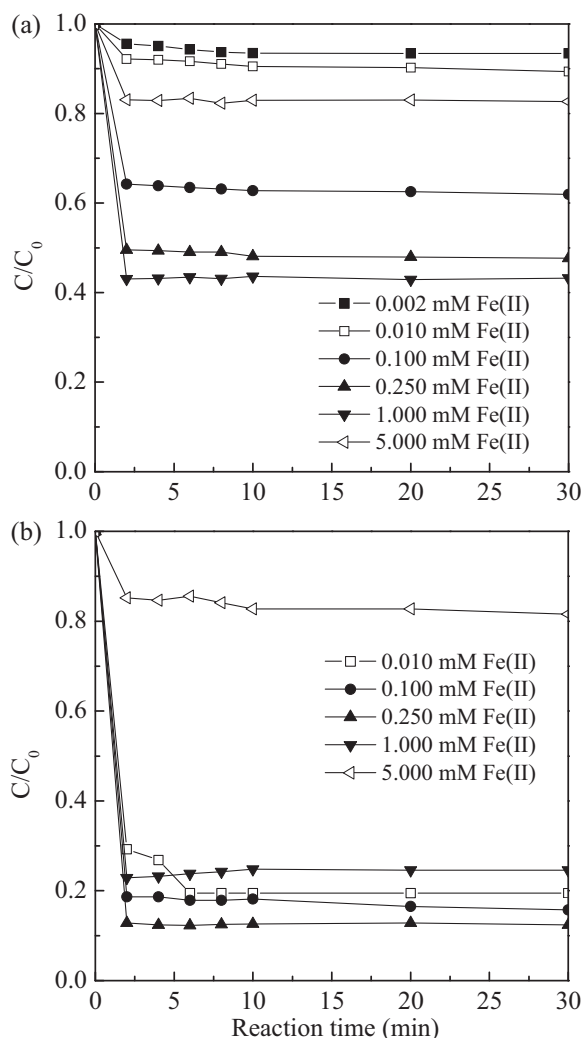 (a)
1.0
0.8
0.6
0.4
0.2
0.0
C/C₀
0.002 mM Fe(II)
0.010 mM Fe(II)
0.100 mM Fe(II)
0.250 mM Fe(II)
1.000 mM Fe(II)
5.000 mM Fe(II)
0 5 10 15 20 25 30
(b)
1.0
0.8
0.6
0.4
0.2
0.0
C/C₀
0.010 mM Fe(II)
0.100 mM Fe(II)
0.250 mM Fe(II)
1.000 mM Fe(II)
5.000 mM Fe(II)
0 5 10 15 20 25 30
Reaction time (min)